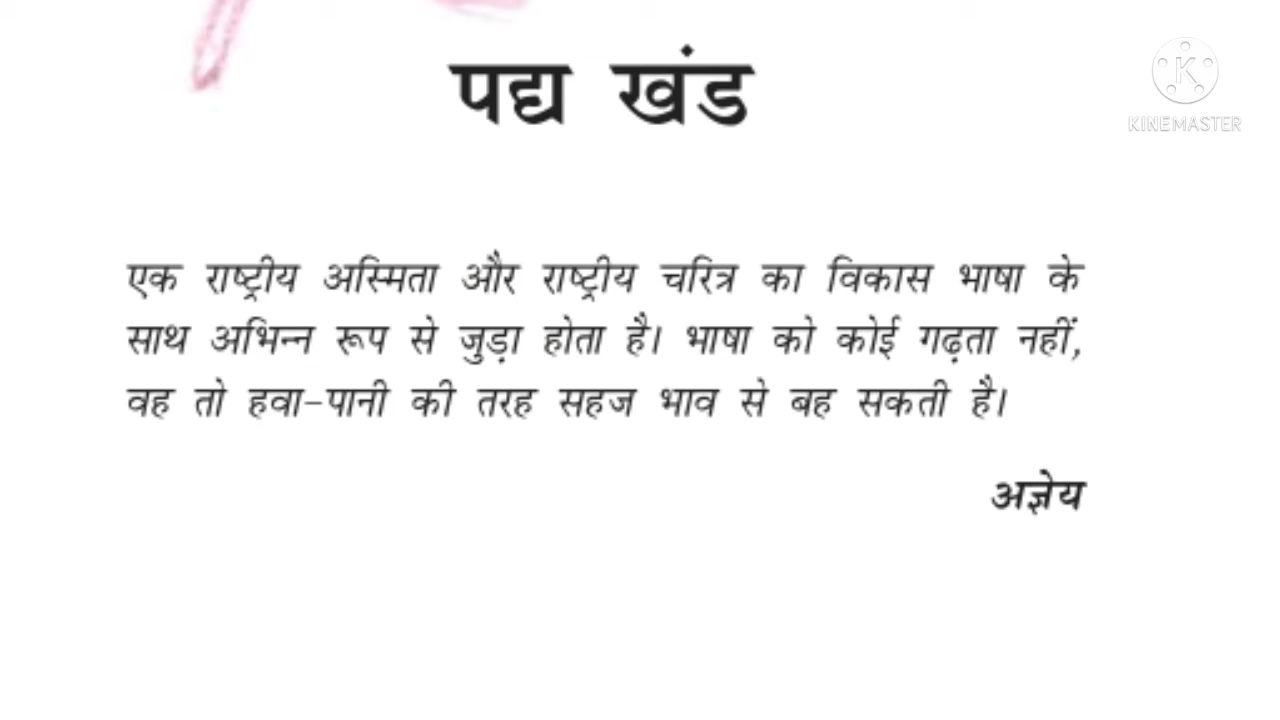 पद्य खंड
KINEMASTER
एक राष्ट्रीय अस्मिता और राष्ट्रीय चरित्र का विकास भाषा के
साथ अभिन्न रूप से जुड़ा होता है। भाषा को कोई गढ़ता नहीं,
वह तो हवा-पानी की तरह सहज भाव से बह सकती है।
अज्ञेय